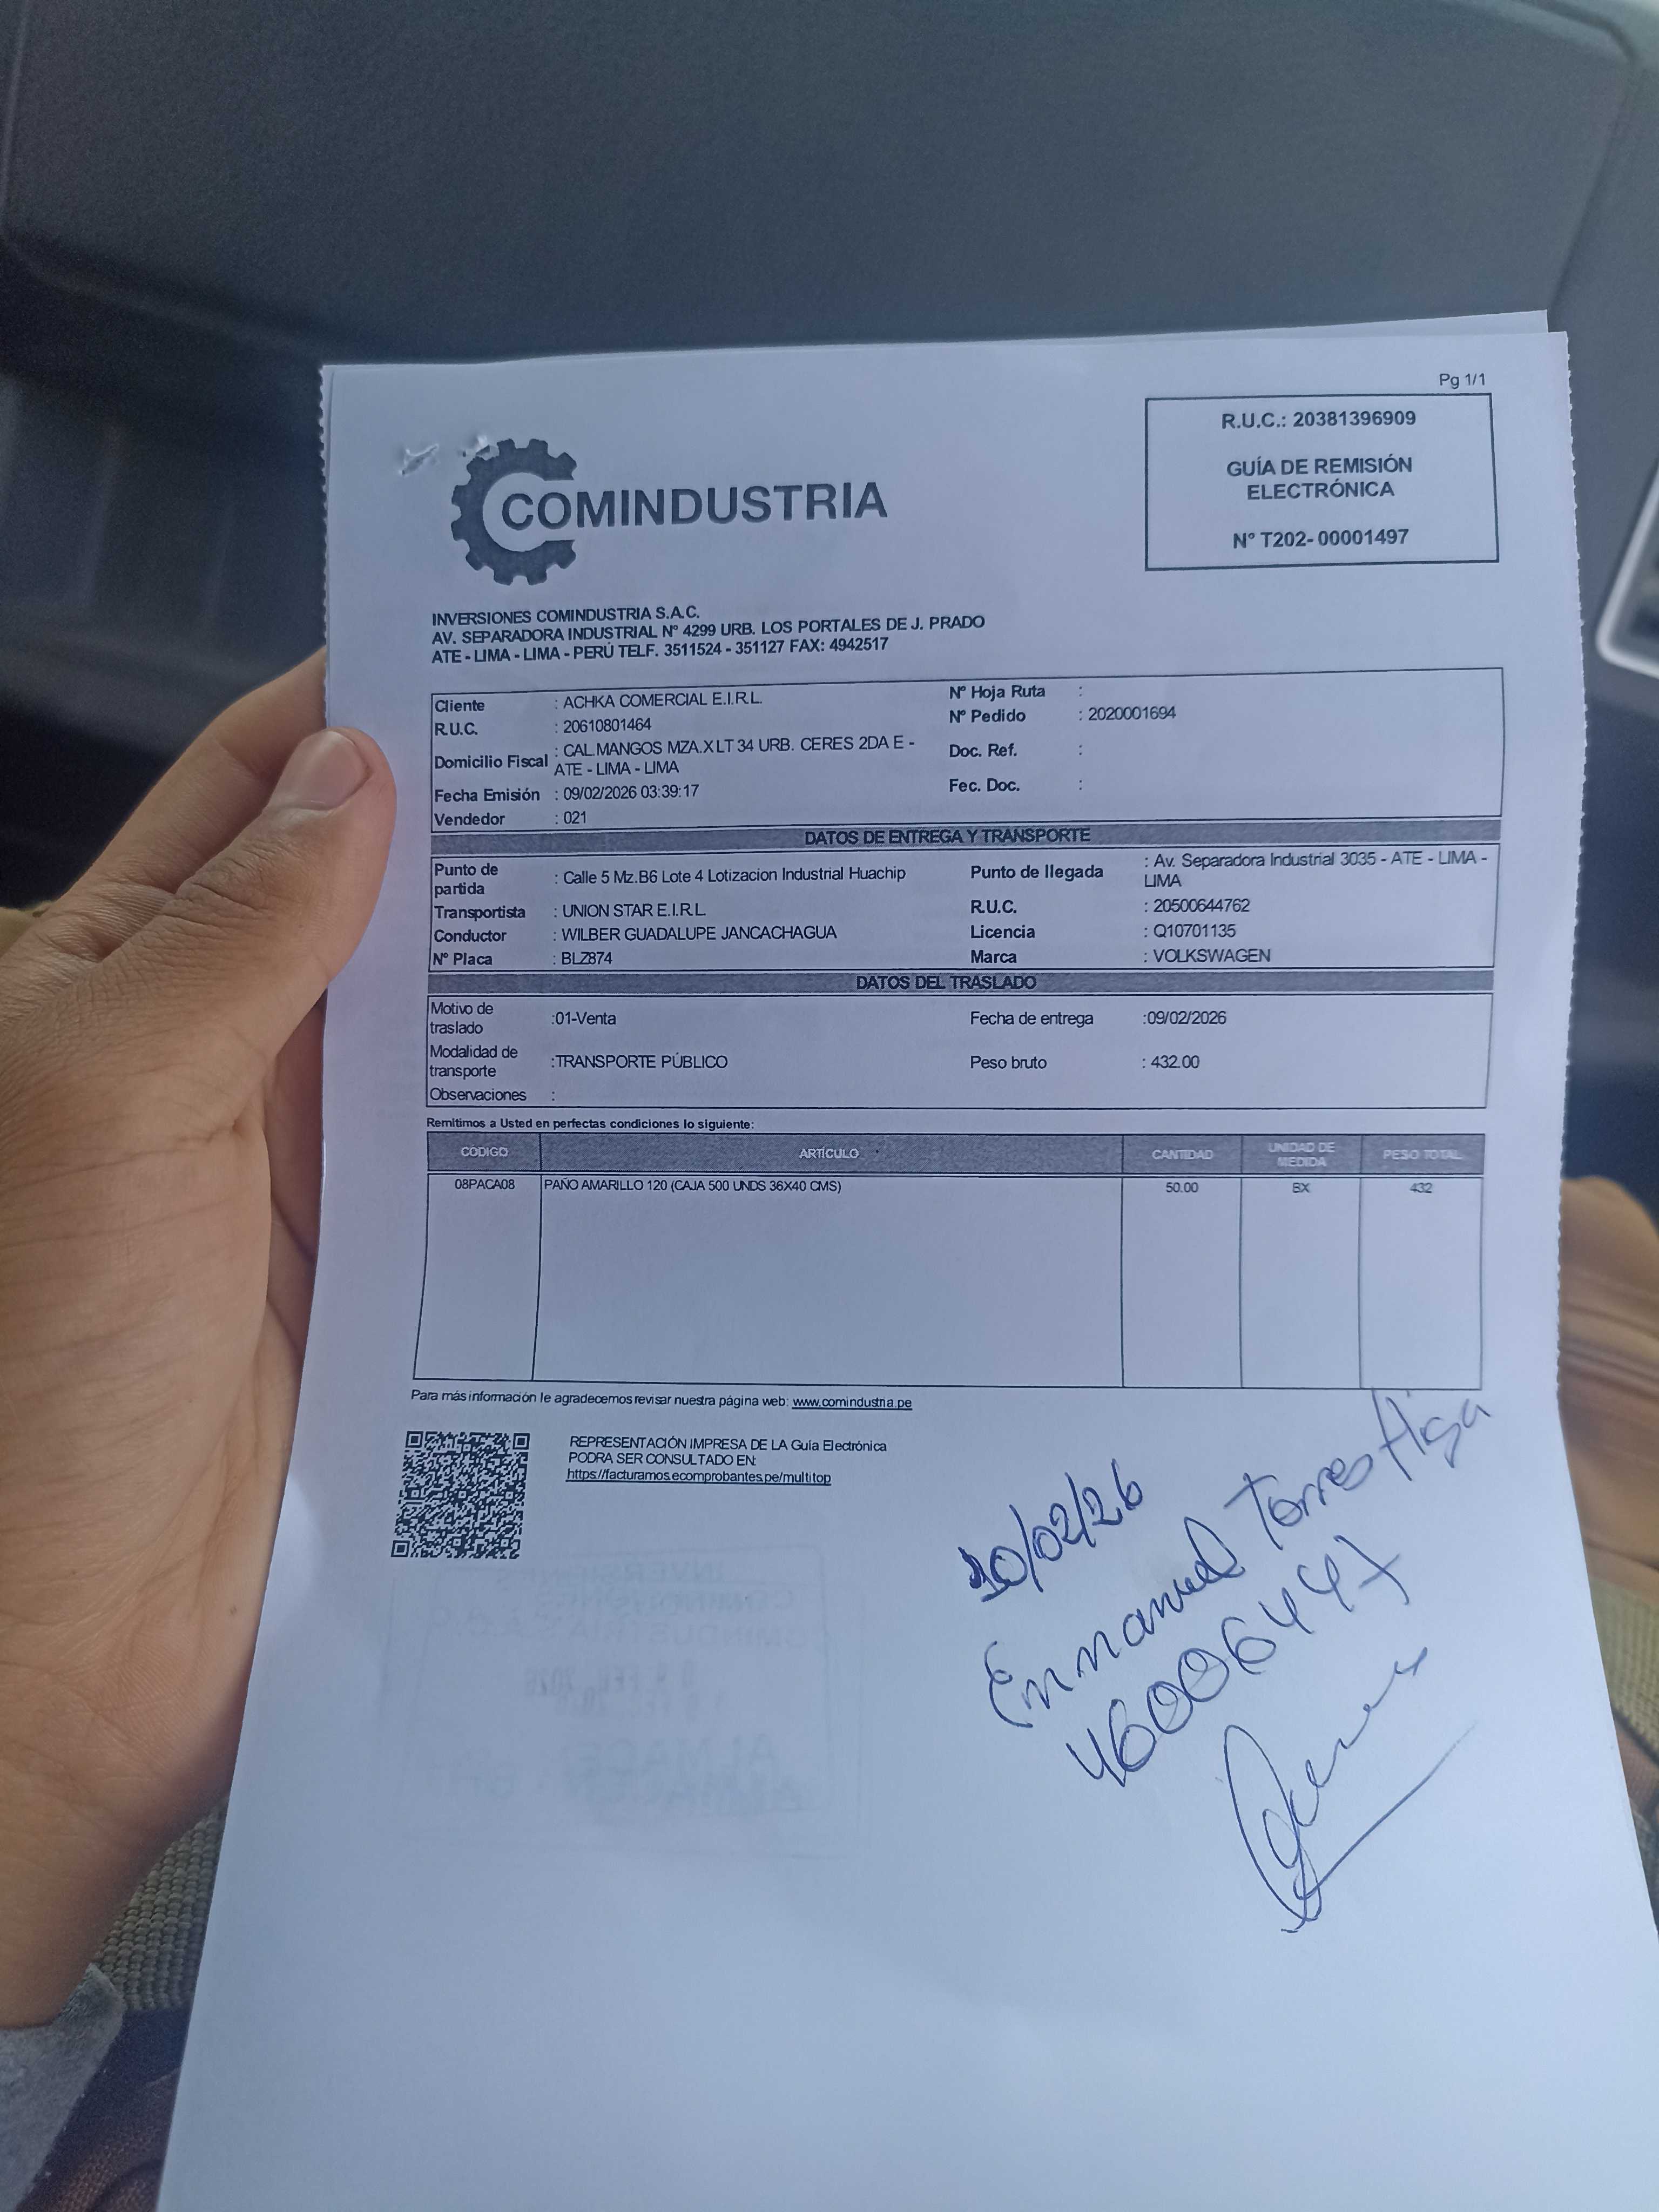 Pg 1/1
R.U.C.: 20381396909
GUÍA DE REMISIÓN
ELECTRÓNICA
Nº T202- 00001497
COMINDUSTRIA
INVERSIONES COMINDUSTRIA S.A.C.
AV. SEPARADORA INDUSTRIAL Nº 4299 URB. LOS PORTALES DE J. PRADO
ATE - LIMA - LIMA - PERÚ TELF. 3511524 - 351127 FAX: 4942517
Cliente : ACHKA COMERCIAL E.I.R.L. Nº Hoja Ruta :
R.U.C. : 20610801464 Nº Pedido : 2020001694
Domicilio Fiscal : CAL.MANGOS MZA.X LT 34 URB. CERES 2DA E - Doc. Ref. :
ATE - LIMA - LIMA
Fecha Emisión : 09/02/2026 03:39:17 Fec. Doc. :
Vendedor : 021
DATOS DE ENTREGA Y TRANSPORTE
Punto de partida : Calle 5 Mz.B6 Lote 4 Lotizacion Industrial Huachip Punto de llegada : Av. Separadora Industrial 3035 - ATE - LIMA -
LIMA
Transportista : UNION STAR E.I.R.L. R.U.C. : 20500644762
Conductor : WILBER GUADALUPE JANCACHAGUA Licencia : Q10701135
Nº Placa : BLZ874 Marca : VOLKSWAGEN
DATOS DEL TRASLADO
Motivo de traslado :01-Venta Fecha de entrega :09/02/2026
Modalidad de transporte :TRANSPORTE PÚBLICO Peso bruto : 432.00
Observaciones :
Remitimos a Usted en perfectas condiciones lo siguiente:
CÓDIGO ARTÍCULO CANTIDAD UNIDAD DE MEDIDA PESO TOTAL
08PACA08 PAÑO AMARILLO 120 (CAJA 500 UNDS 36X40 CMS) 50.00 BX 432
Para más información le agradecemos revisar nuestra página web: www.comindustria.pe
REPRESENTACIÓN IMPRESA DE LA Guía Electrónica
PODRA SER CONSULTADO EN:
https://facturamos.ecomprobantes.pe/multitop
10/02/26
Enmanuel Torres